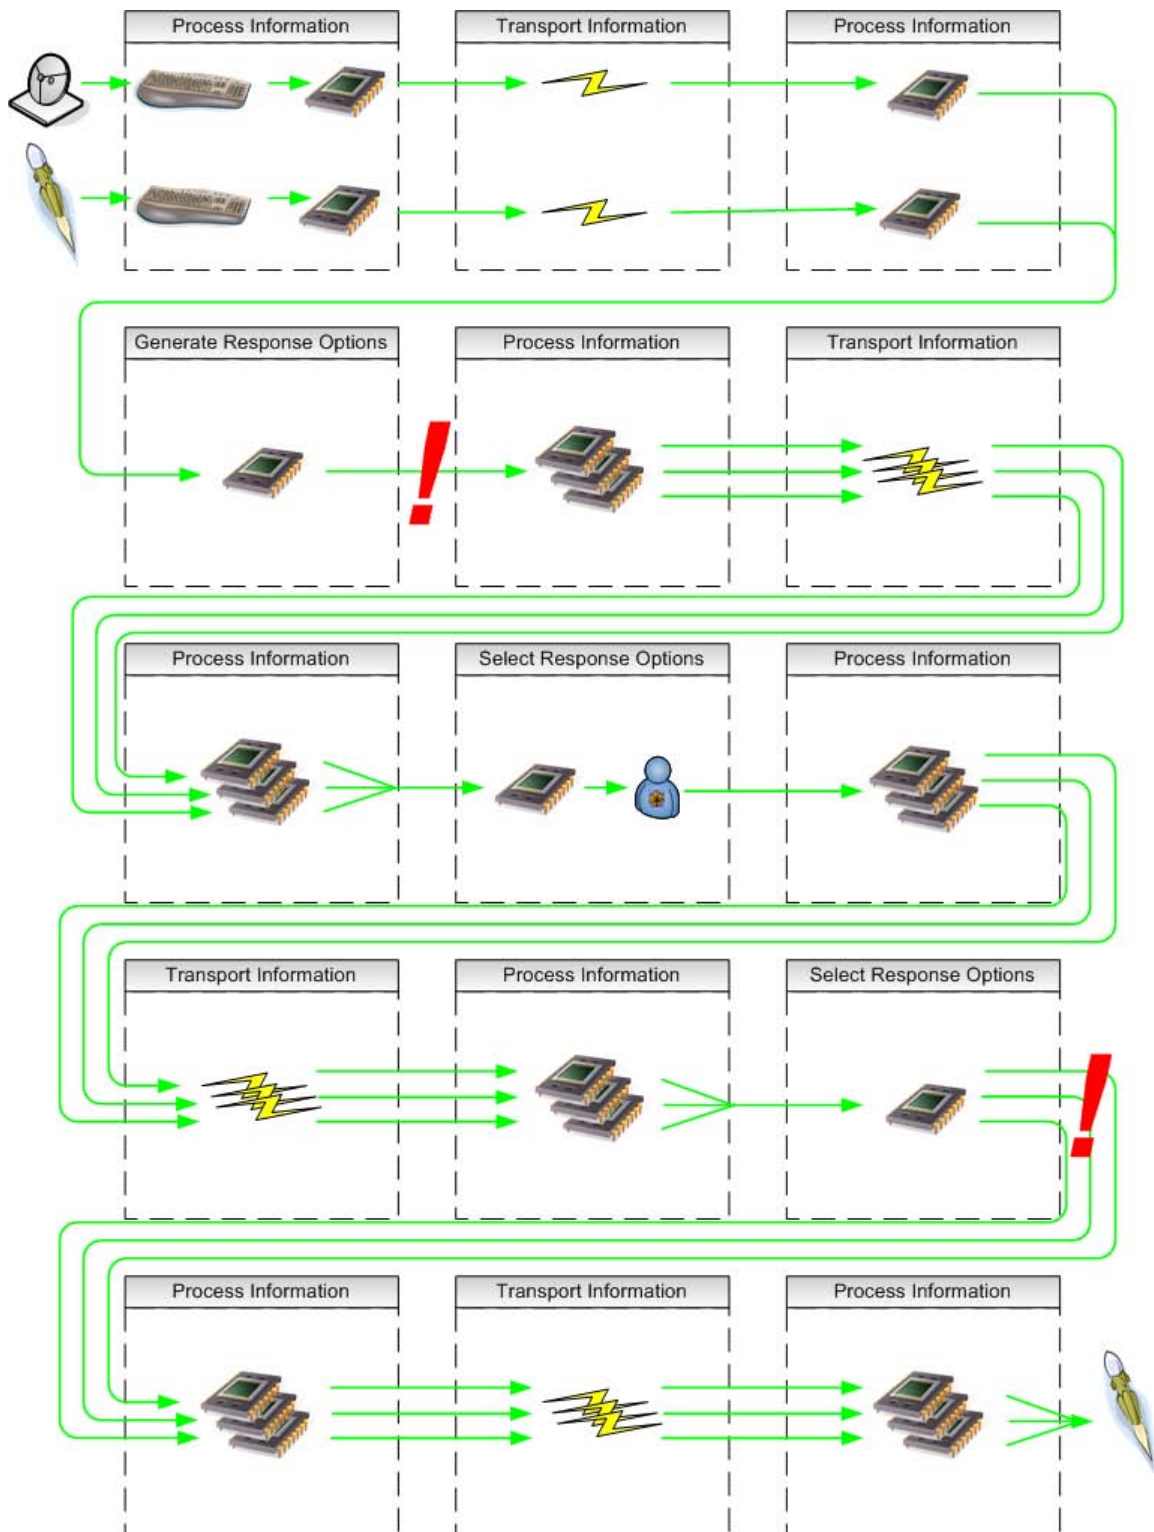 Process Information
Transport Information
Process Information
Generate Response Options
Process Information
Transport Information
Process Information
Select Response Options
Process Information
Transport Information
Process Information
Select Response Options
Process Information
Transport Information
Process Information